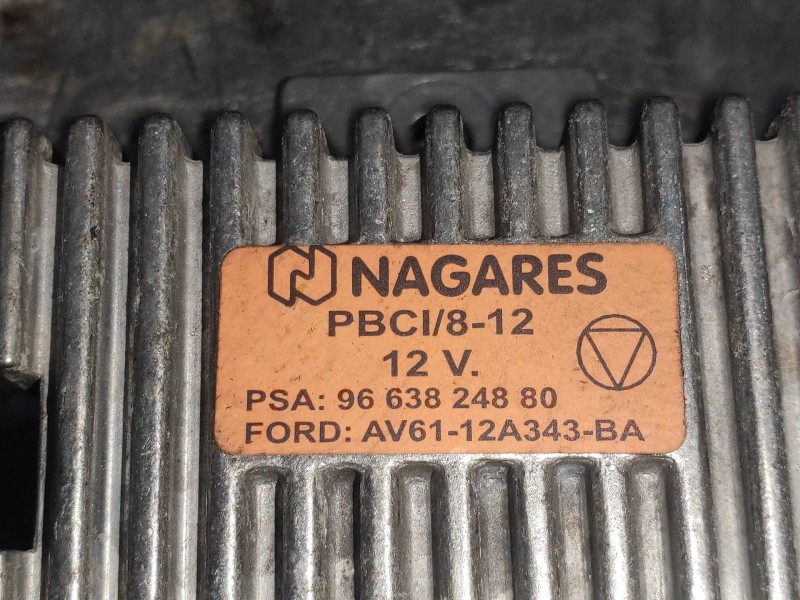 NAGARES
PBCI/8-12
12 V.
PSA: 96 638 248 80
FORD: AV61-12A343-BA